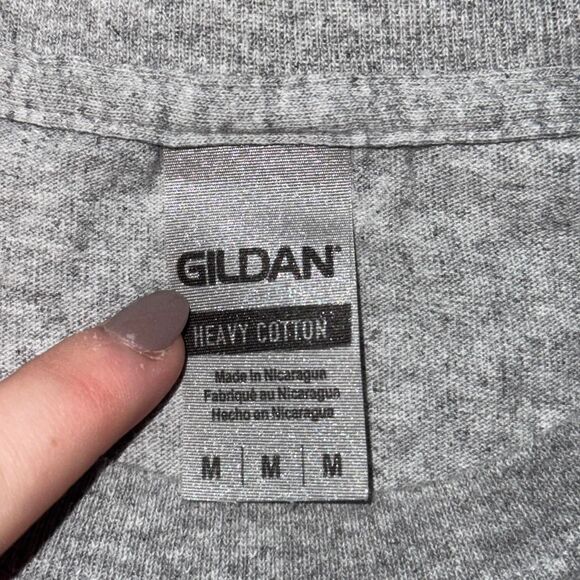 GILDAN
HEAVY COTTON
Made in Nicaragua
Fabriqué au Nicaragua
Hecho en Nicaragua
M | M | M